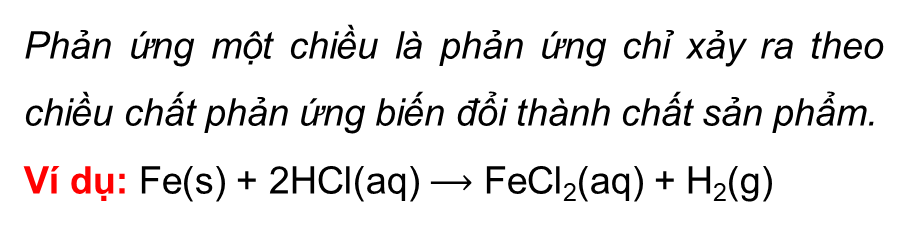 Phản ứng một chiều là phản ứng chỉ xảy ra theo
chiều chất phản ứng biến đổi thành chất sản phẩm.
Ví dụ: Fe(s) + 2HCl(aq) ⟶ FeCl₂(aq) + H₂(g)